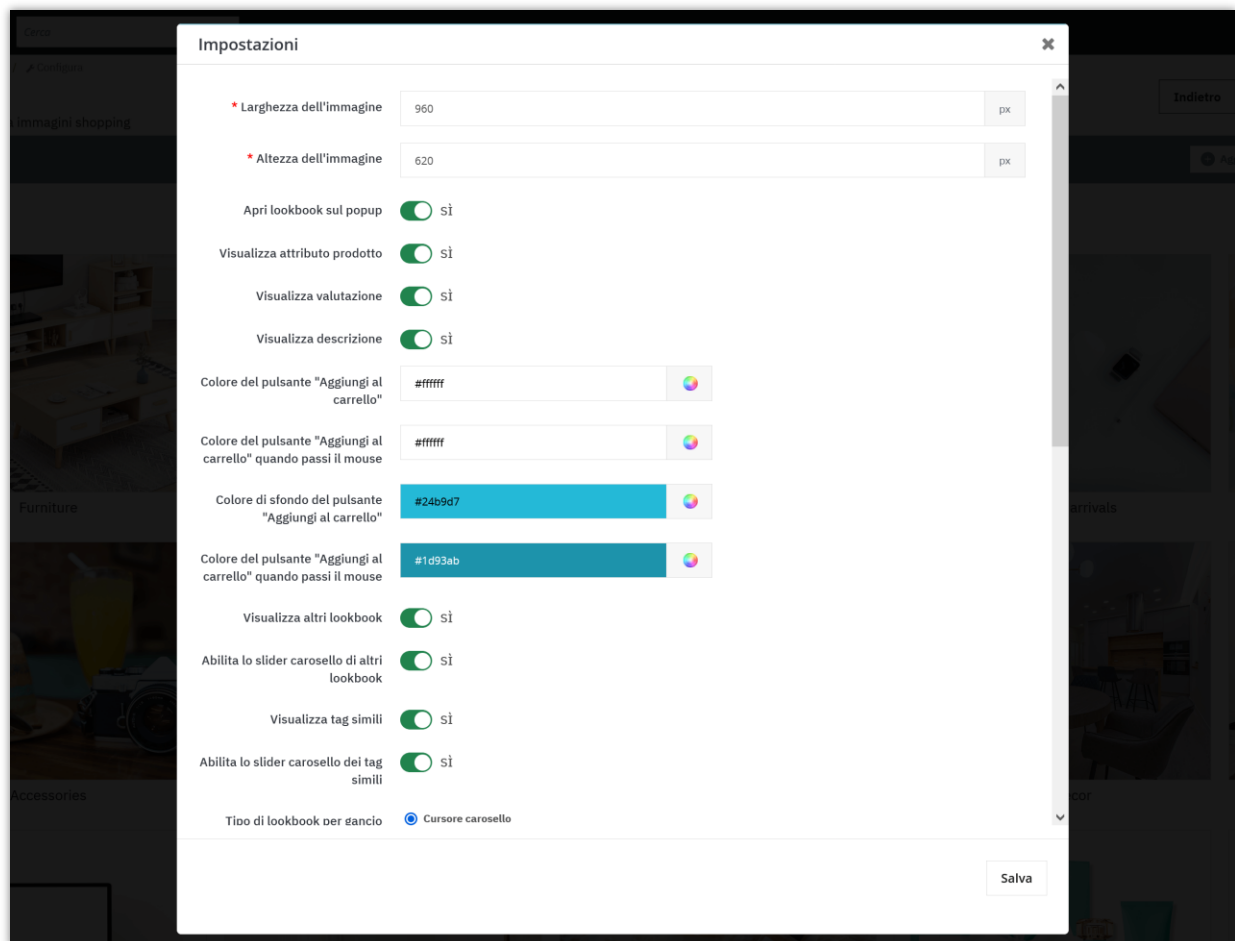 Cerca
Configura
immagini shopping
Indietro
Impostazioni
✖
* Larghezza dell'immagine
960
px
* Altezza dell'immagine
620
px
Apri lookbook sul popup
SÌ
Visualizza attributo prodotto
SÌ
Visualizza valutazione
SÌ
Visualizza descrizione
SÌ
Colore del pulsante "Aggiungi al
carrello"
#ffffff
Colore del pulsante "Aggiungi al
carrello" quando passi il mouse
#ffffff
Colore di sfondo del pulsante
"Aggiungi al carrello"
#24b9d7
Colore del pulsante "Aggiungi al
carrello" quando passi il mouse
#1d93ab
Visualizza altri lookbook
SÌ
Abilita lo slider carosello di altri
lookbook
SÌ
Visualizza tag simili
SÌ
Abilita lo slider carosello dei tag
simili
SÌ
Tipo di lookbook per gancio
Cursore carosello
Salva
Furniture
arrivals
Accessories
cor